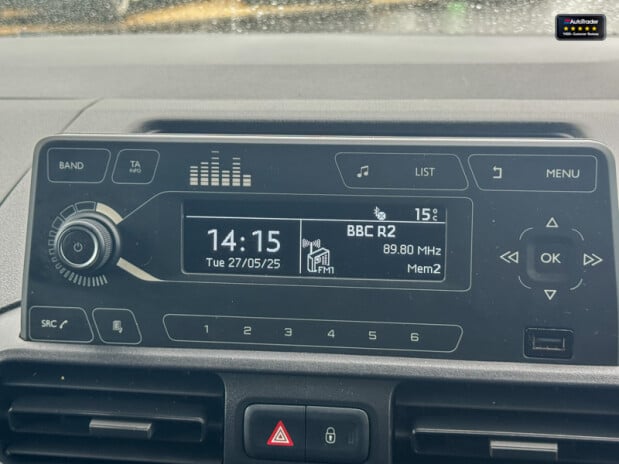 AutoTrader
BAND
TA
INFO
LIST
MENU
15°C
BBC R2
14:15
89.80 MHz
Tue 27/05/25
FM1
Mem2
OK
SRC
1 2 3 4 5 6